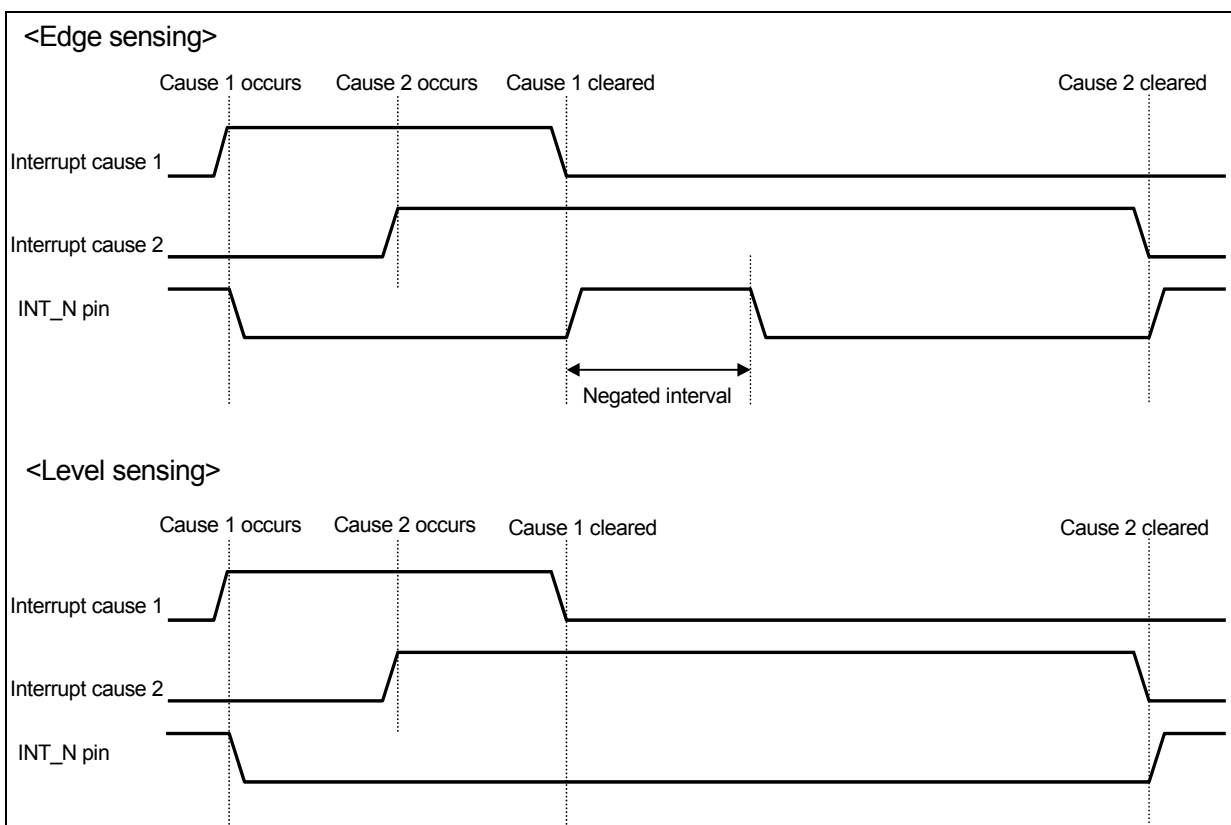 <Edge sensing>
Cause 1 occurs Cause 2 occurs Cause 1 cleared Cause 2 cleared
Interrupt cause 1
Interrupt cause 2
INT_N pin
Negated interval
<Level sensing>
Cause 1 occurs Cause 2 occurs Cause 1 cleared Cause 2 cleared
Interrupt cause 1
Interrupt cause 2
INT_N pin